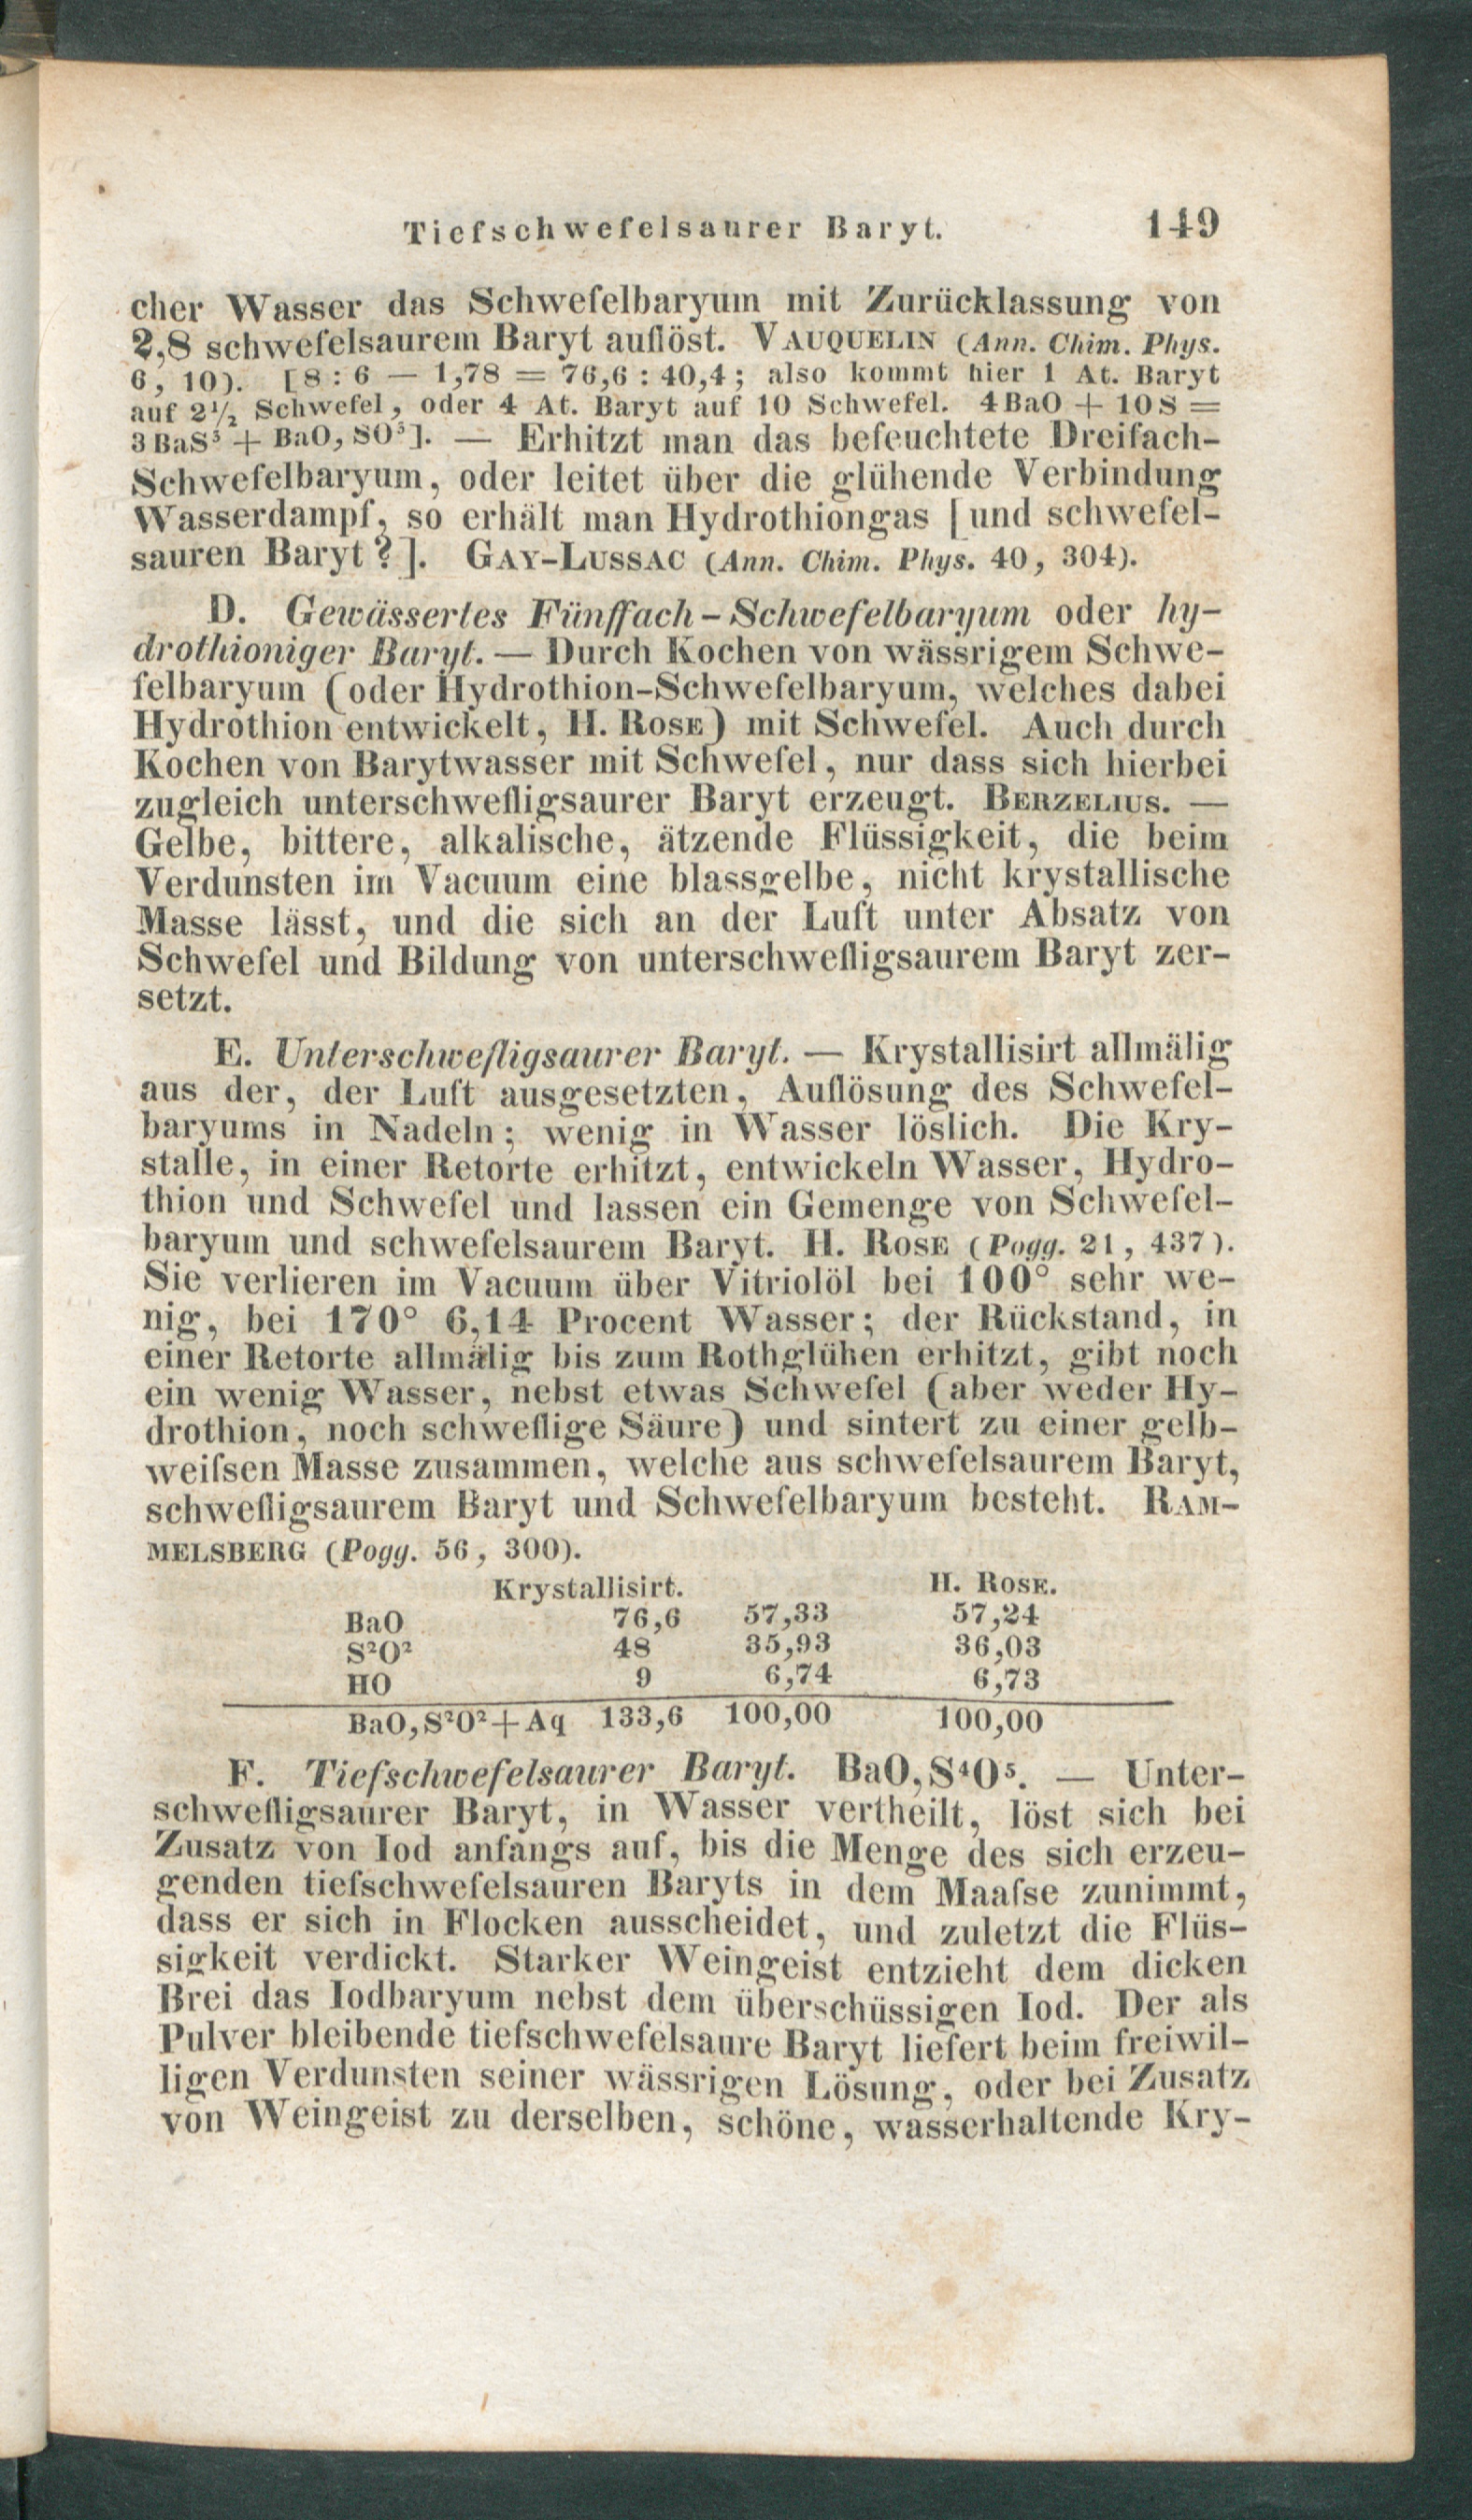 Tiefschwefelsaurer Baryt. 149
cher Wasser das Schwefelbaryum mit Zurücklassung von
2,8 schwefelsaurem Baryt auflöst. VAUQUELIN (Ann. Chim. Phys.
6, 10). [8 : 6 — 1,78 = 76,6 : 40,4; also kommt hier 1 At. Baryt
auf 2½ Schwefel, oder 4 At. Baryt auf 10 Schwefel. 4BaO + 10S =
3BaS³ + BaO, SO³]. — Erhitzt man das befeuchtete Dreifach-
Schwefelbaryum, oder leitet über die glühende Verbindung
Wasserdampf, so erhält man Hydrothiongas [und schwefel-
sauren Baryt?]. GAY-LUSSAC (Ann. Chim. Phys. 40, 304).
D. Gewässertes Fünffach-Schwefelbaryum oder hy-
drothioniger Baryt. — Durch Kochen von wässrigem Schwe-
felbaryum (oder Hydrothion-Schwefelbaryum, welches dabei
Hydrothion entwickelt, H. ROSE) mit Schwefel. Auch durch
Kochen von Barytwasser mit Schwefel, nur dass sich hierbei
zugleich unterschwefligsaurer Baryt erzeugt. BERZELIUS. —
Gelbe, bittere, alkalische, ätzende Flüssigkeit, die beim
Verdunsten im Vacuum eine blassgelbe, nicht krystallische
Masse lässt, und die sich an der Luft unter Absatz von
Schwefel und Bildung von unterschwefligsaurem Baryt zer-
setzt.
E. Unterschwefligsaurer Baryt. — Krystallisirt allmälig
aus der, der Luft ausgesetzten, Auflösung des Schwefel-
baryums in Nadeln; wenig in Wasser löslich. Die Kry-
stalle, in einer Retorte erhitzt, entwickeln Wasser, Hydro-
thion und Schwefel und lassen ein Gemenge von Schwefel-
baryum und schwefelsaurem Baryt. H. ROSE (Pogg. 21, 437).
Sie verlieren im Vacuum über Vitriolöl bei 100° sehr we-
nig, bei 170° 6,14 Procent Wasser; der Rückstand, in
einer Retorte allmälig bis zum Rothglühen erhitzt, gibt noch
ein wenig Wasser, nebst etwas Schwefel (aber weder Hy-
drothion, noch schweflige Säure) und sintert zu einer gelb-
weiſsen Masse zusammen, welche aus schwefelsaurem Baryt,
schwefligsaurem Baryt und Schwefelbaryum besteht. RAM-
MELSBERG (Pogg. 56, 300).
Krystallisirt. H. ROSE.
BaO 76,6 57,33 57,24
S²O² 48 35,93 36,03
HO 9 6,74 6,73
BaO,S²O²+Aq 133,6 100,00 100,00
F. Tiefschwefelsaurer Baryt. BaO,S⁴O⁵. — Unter-
schwefligsaurer Baryt, in Wasser vertheilt, löst sich bei
Zusatz von Iod anfangs auf, bis die Menge des sich erzeu-
genden tiefschwefelsauren Baryts in dem Maaſse zunimmt,
dass er sich in Flocken ausscheidet, und zuletzt die Flüs-
sigkeit verdickt. Starker Weingeist entzieht dem dicken
Brei das Iodbaryum nebst dem überschüssigen Iod. Der als
Pulver bleibende tiefschwefelsaure Baryt liefert beim freiwil-
ligen Verdunsten seiner wässrigen Lösung, oder bei Zusatz
von Weingeist zu derselben, schöne, wasserhaltende Kry-